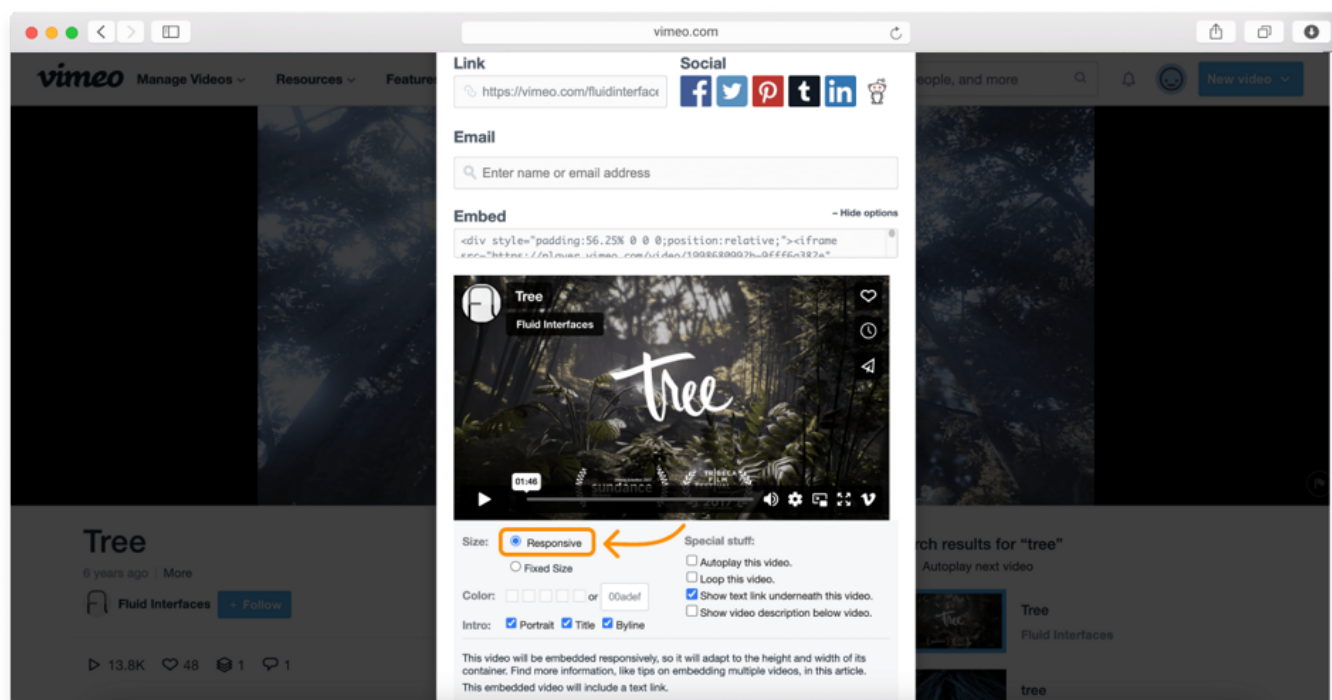 vimeo.com
vimeo Manage Videos Resources Feature
eople, and more New video
Link Social
https://vimeo.com/fluidinterface
Email
Enter name or email address
Embed – Hide options
<div style="padding:56.25% 0 0 0;position:relative;"><iframe
Tree
Fluid Interfaces
Tree
sundance TRIBECA
FILM
2017
01:46
Size: Responsive
Fixed Size
Color: or 00adef
Intro: Portrait Title Byline
Special stuff:
Autoplay this video.
Loop this video.
Show text link underneath this video.
Show video description below video.
This video will be embedded responsively, so it will adapt to the height and width of its
container. Find more information, like tips on embedding multiple videos, in this article.
This embedded video will include a text link.
Tree
6 years ago | More
Fluid Interfaces + Follow
13.8K 48 1 1
rch results for “tree”
Autoplay next video
Tree
Fluid Interfaces
tree